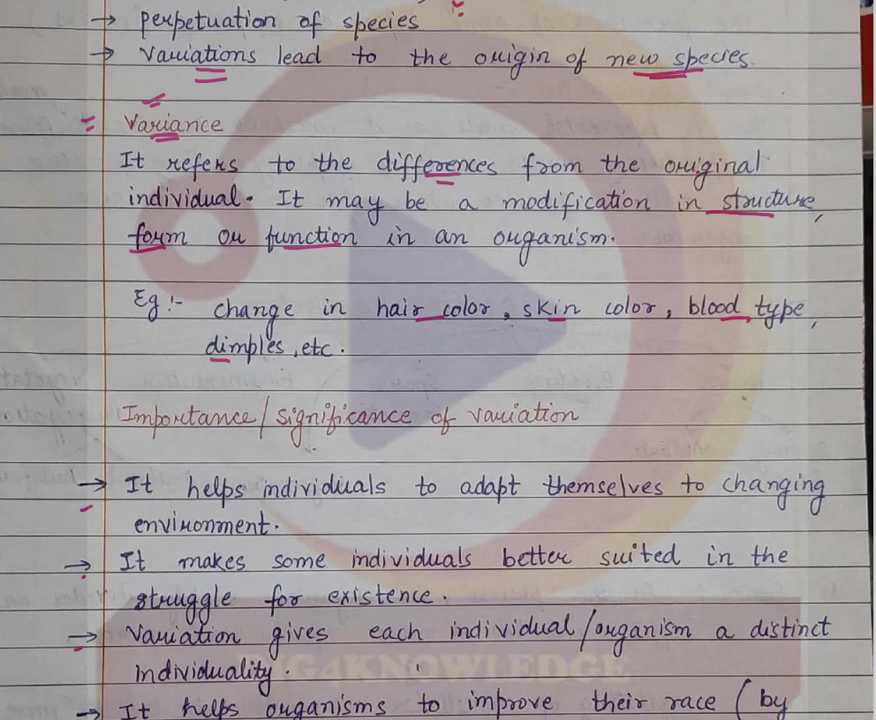 → perpetuation of species
→ Variations lead to the origin of new species.
Variance
It refers to the differences from the original
individual. It may be a modification in structure,
form or function in an organism.
Eg :- change in hair color, skin color, blood type,
dimples, etc.
Importance/significance of variation
→ It helps individuals to adapt themselves to changing
environment.
→ It makes some individuals better suited in the
struggle for existence.
→ Variation gives each individual/organism a distinct
individuality.
G4KNOWLEDGE
→ It helps organisms to improve their race (by